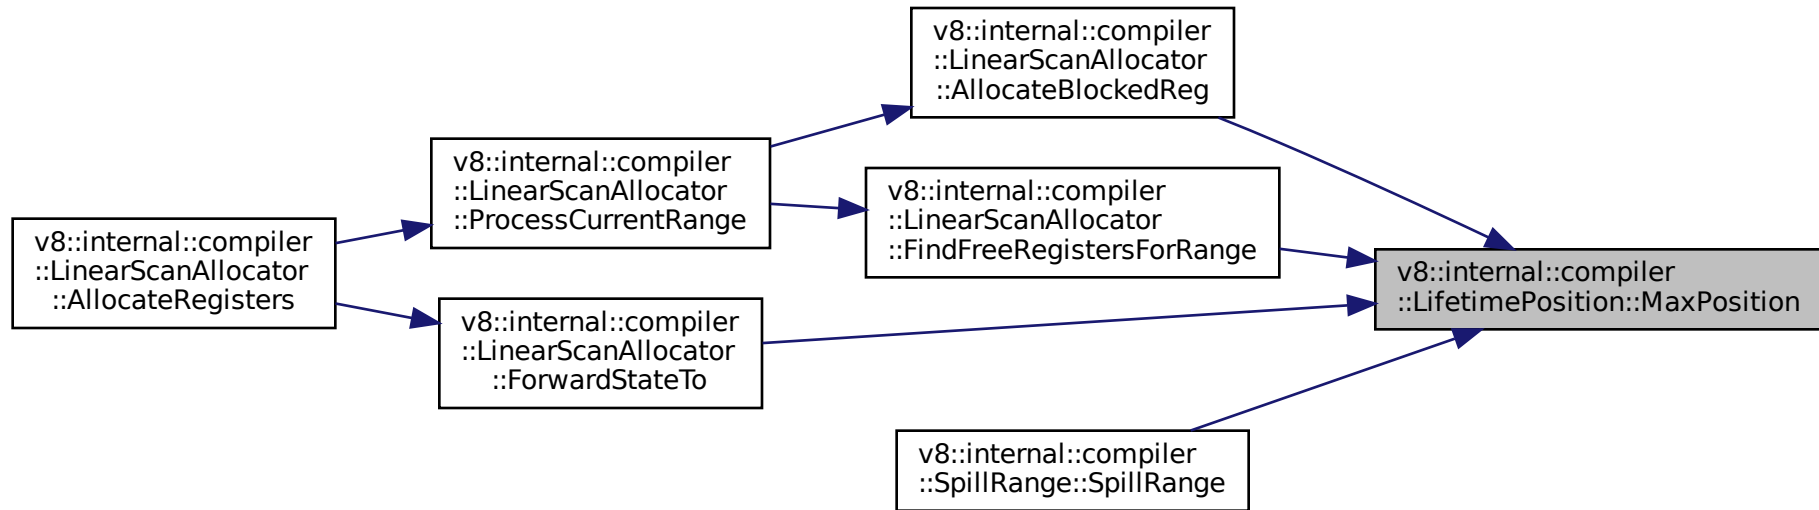 v8::internal::compiler
::LinearScanAllocator
::AllocateBlockedReg
v8::internal::compiler
::LinearScanAllocator
::ProcessCurrentRange
v8::internal::compiler
::LinearScanAllocator
::FindFreeRegistersForRange
v8::internal::compiler
::LinearScanAllocator
::AllocateRegisters
v8::internal::compiler
::LifetimePosition::MaxPosition
v8::internal::compiler
::LinearScanAllocator
::ForwardStateTo
v8::internal::compiler
::SpillRange::SpillRange